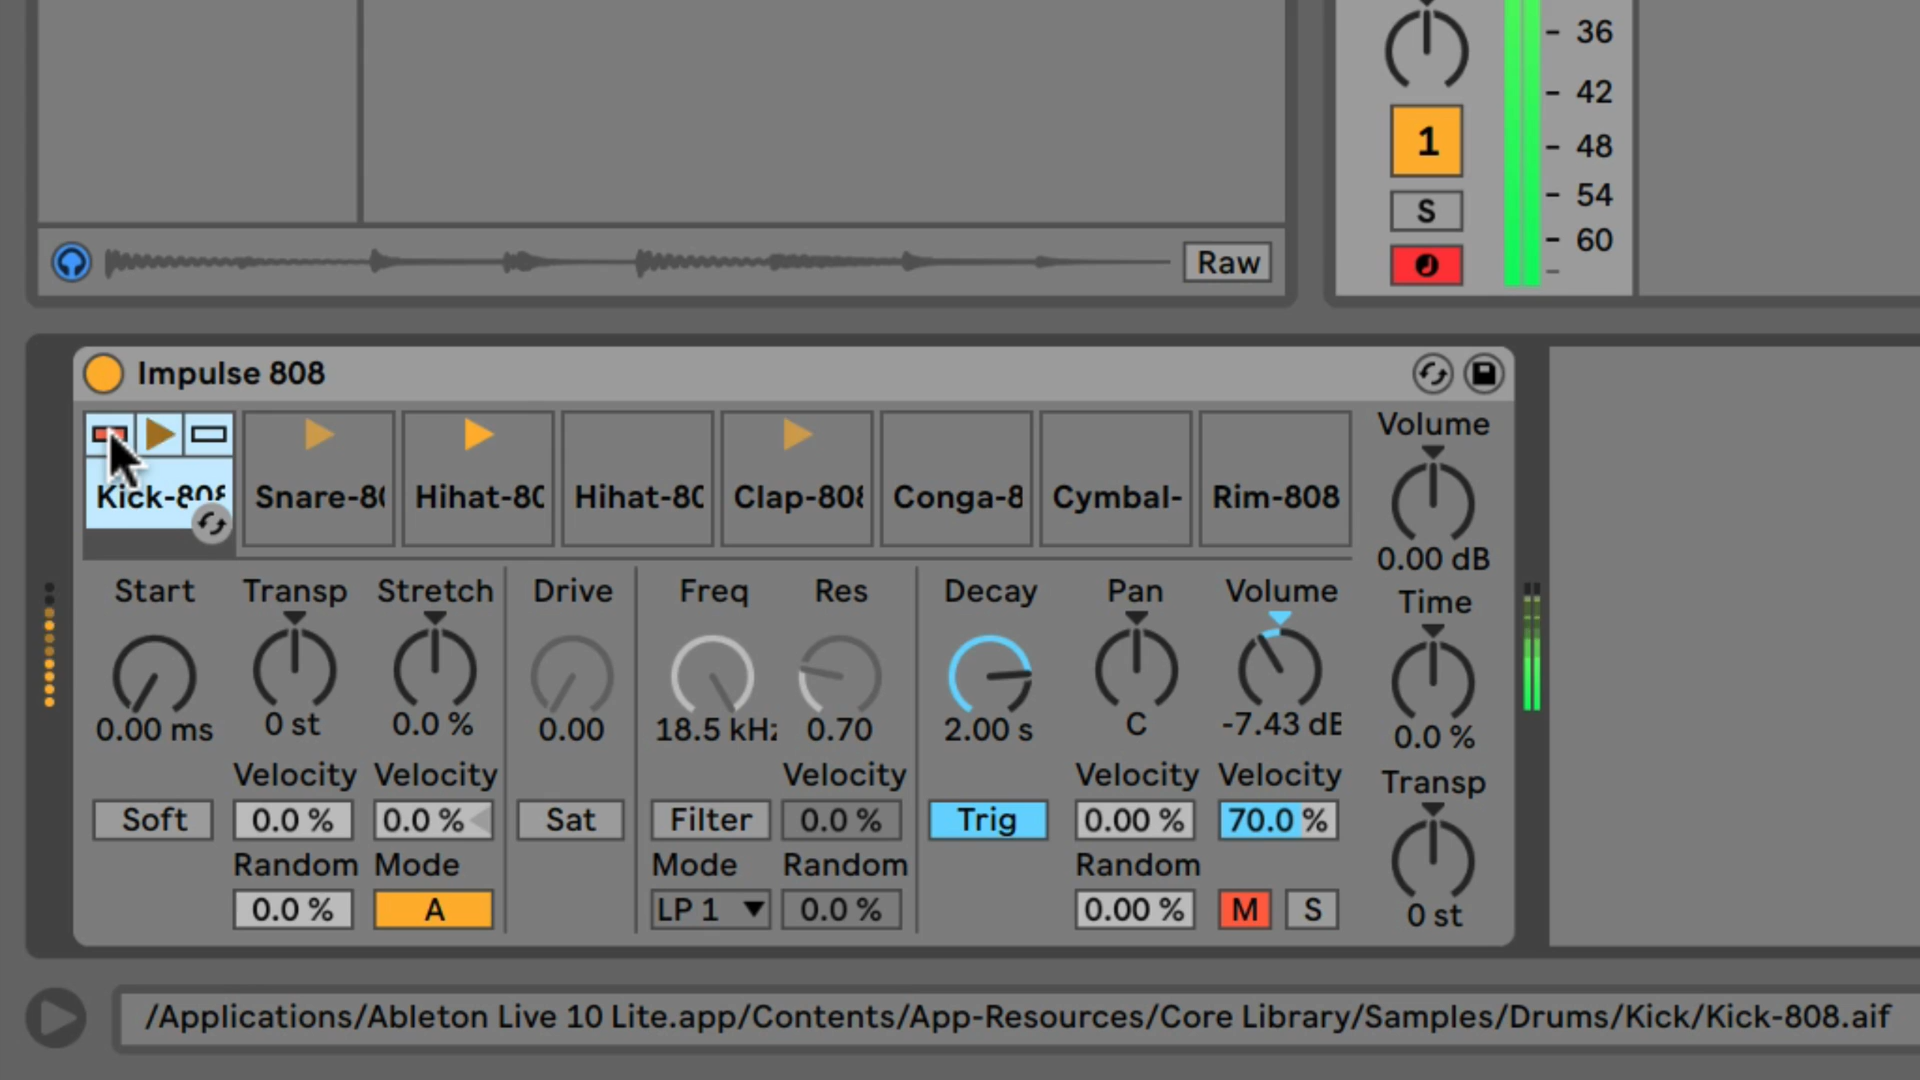 36
42
1
48
54
S
60
Raw
Impulse 808
Volume
Kick-808
Snare-80
Hihat-80
Hihat-80
Clap-808
Conga-8
Cymbal-
Rim-808
0.00 dB
Start
Transp
Stretch
Drive
Freq
Res
Decay
Pan
Volume
Time
0.00 ms
0 st
0.0 %
0.00
18.5 kHz
0.70
2.00 s
C
-7.43 dB
0.0 %
Velocity
Velocity
Velocity
Velocity
Velocity
Transp
Soft
0.0 %
0.0 %
Sat
Filter
0.0 %
Trig
0.00 %
70.0 %
Random
Mode
Mode
Random
Random
0.0 %
A
LP 1
0.0 %
0.00 %
M
S
0 st
/Applications/Ableton Live 10 Lite.app/Contents/App-Resources/Core Library/Samples/Drums/Kick/Kick-808.aif